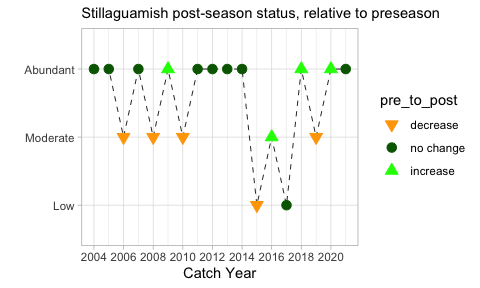 Stillaguamish post-season status, relative to preseason
Abundant
Moderate
Low
2004 2006 2008 2010 2012 2014 2016 2018 2020
Catch Year
pre_to_post
decrease
no change
increase